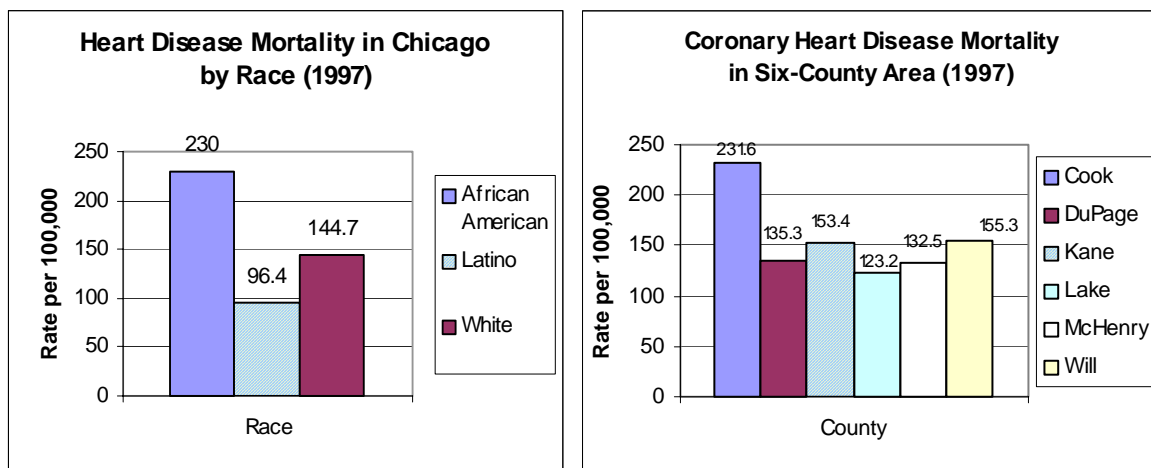 Heart Disease Mortality in Chicago
by Race (1997)
Rate per 100,000
250
200
150
100
50
0
230
96.4
144.7
Race
African
American
Latino
White
Coronary Heart Disease Mortality
in Six-County Area (1997)
Rate per 100,000
250
200
150
100
50
0
231.6
135.3
153.4
123.2
132.5
155.3
County
Cook
DuPage
Kane
Lake
McHenry
Will